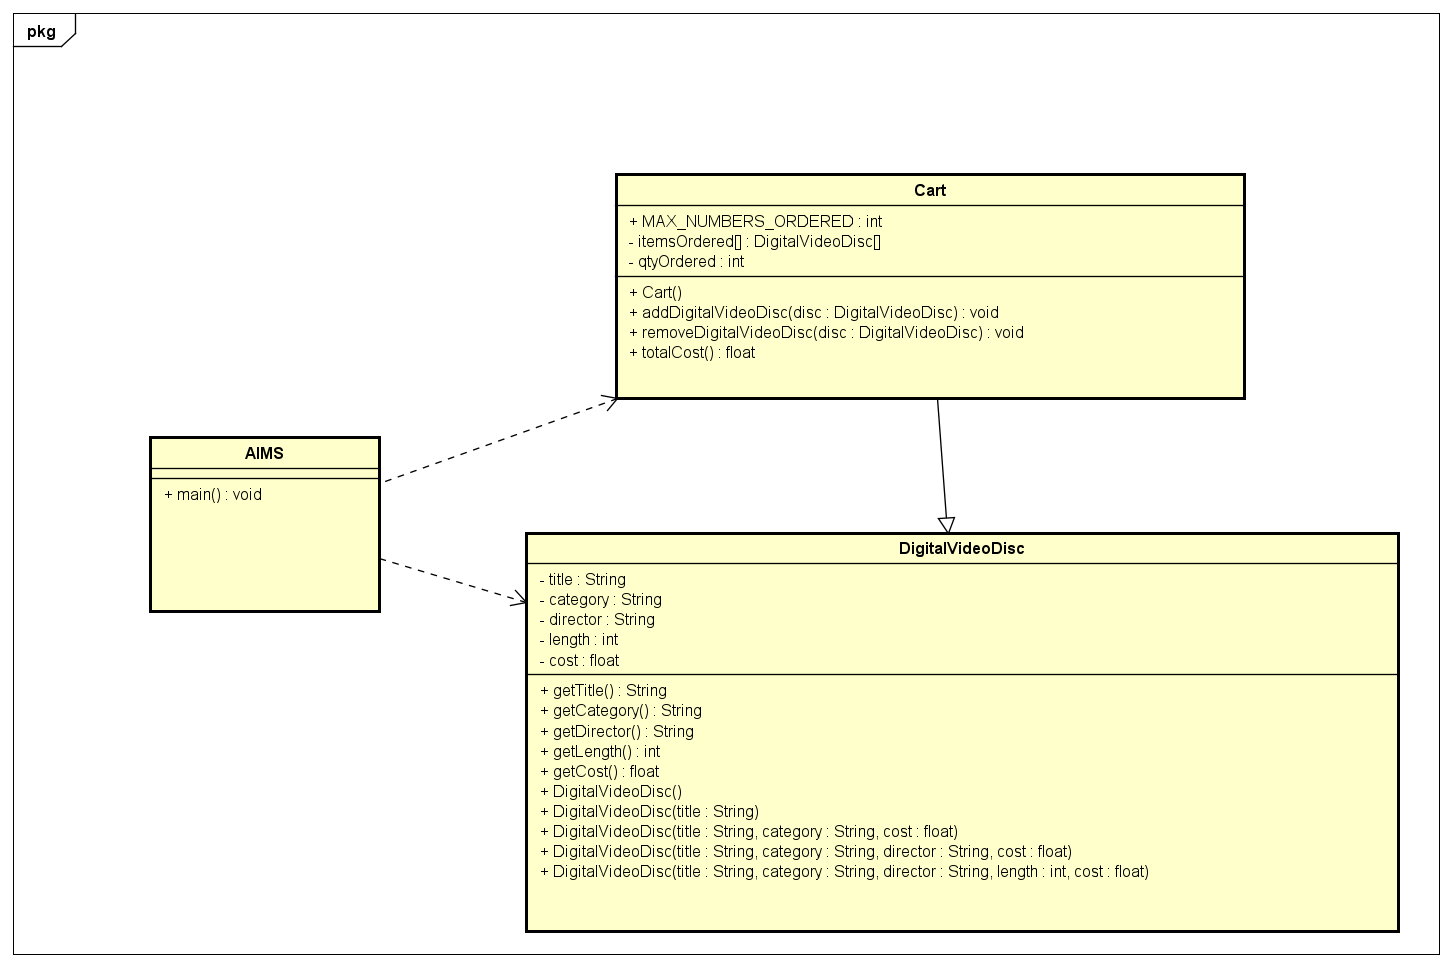 pkg
Cart
+ MAX_NUMBERS_ORDERED : int
- itemsOrdered[] : DigitalVideoDisc[]
- qtyOrdered : int
+ Cart()
+ addDigitalVideoDisc(disc : DigitalVideoDisc) : void
+ removeDigitalVideoDisc(disc : DigitalVideoDisc) : void
+ totalCost() : float
AIMS
+ main() : void
DigitalVideoDisc
- title : String
- category : String
- director : String
- length : int
- cost : float
+ getTitle() : String
+ getCategory() : String
+ getDirector() : String
+ getLength() : int
+ getCost() : float
+ DigitalVideoDisc()
+ DigitalVideoDisc(title : String)
+ DigitalVideoDisc(title : String, category : String, cost : float)
+ DigitalVideoDisc(title : String, category : String, director : String, cost : float)
+ DigitalVideoDisc(title : String, category : String, director : String, length : int, cost : float)